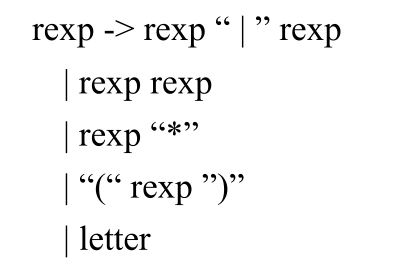 rexp -> rexp “ | ” rexp
| rexp rexp
| rexp “*”
| “(“ rexp ”)”
| letter